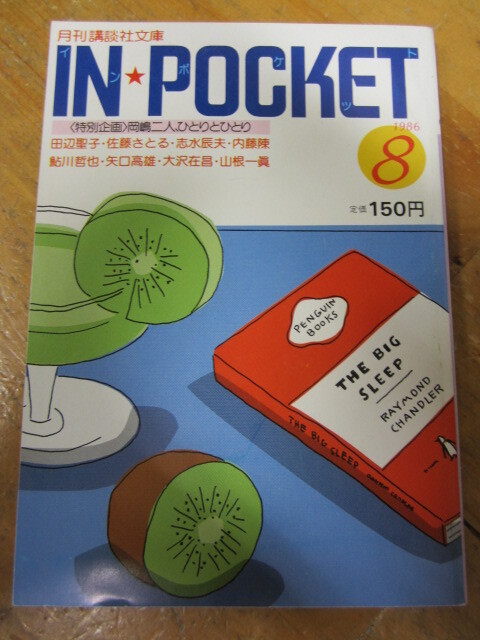 月刊講談社文庫
IN★POCKET
イン ポケット
〈特別企画〉岡嶋二人、ひとりとひとり
1986
8
田辺聖子・佐藤さとる・志水辰夫・内藤陳
鮎川哲也・矢口高雄・大沢在昌・山根一眞
定価150円
PENGUIN
BOOKS
THE BIG
SLEEP
RAYMOND
CHANDLER
THE BIG SLEEP